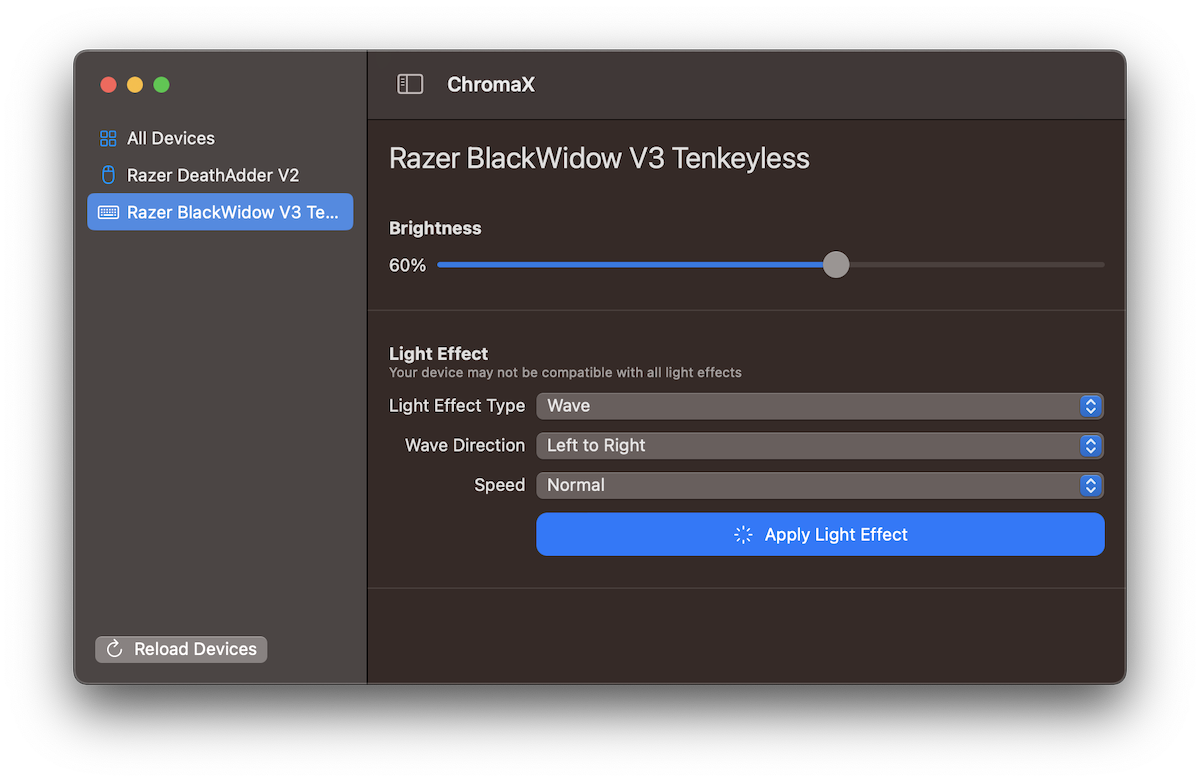 ChromaX
All Devices
Razer DeathAdder V2
Razer BlackWidow V3 Te...
Reload Devices
Razer BlackWidow V3 Tenkeyless
Brightness
60%
Light Effect
Your device may not be compatible with all light effects
Light Effect Type Wave
Wave Direction Left to Right
Speed Normal
Apply Light Effect